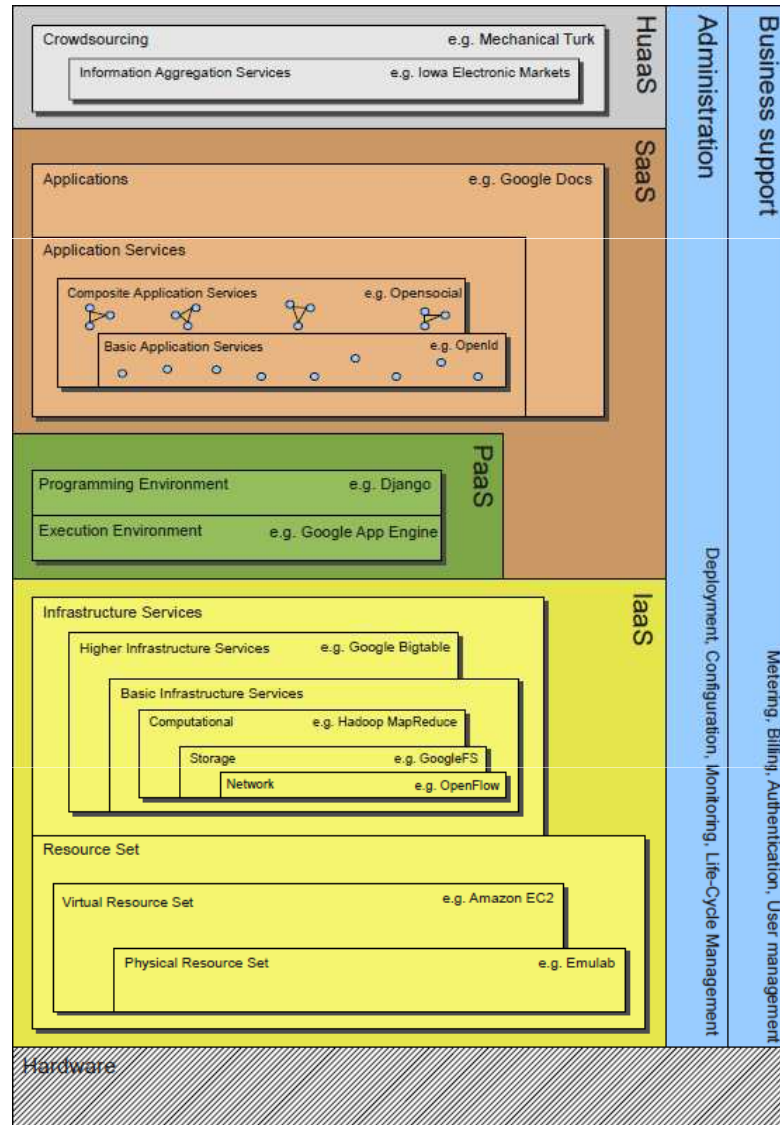 Crowdsourcing e.g. Mechanical Turk
Information Aggregation Services e.g. Iowa Electronic Markets
HuaaS
Applications e.g. Google Docs
Application Services
Composite Application Services e.g. Opensocial
Basic Application Services e.g. OpenId
SaaS
Programming Environment e.g. Django
Execution Environment e.g. Google App Engine
PaaS
Infrastructure Services
Higher Infrastructure Services e.g. Google Bigtable
Basic Infrastructure Services
Computational e.g. Hadoop MapReduce
Storage e.g. GoogleFS
Network e.g. OpenFlow
Resource Set
Virtual Resource Set e.g. Amazon EC2
Physical Resource Set e.g. Emulab
IaaS
Hardware
Administration
Deployment, Configuration, Monitoring, Life-Cycle Management
Business support
Metering, Billing, Authentication, User management